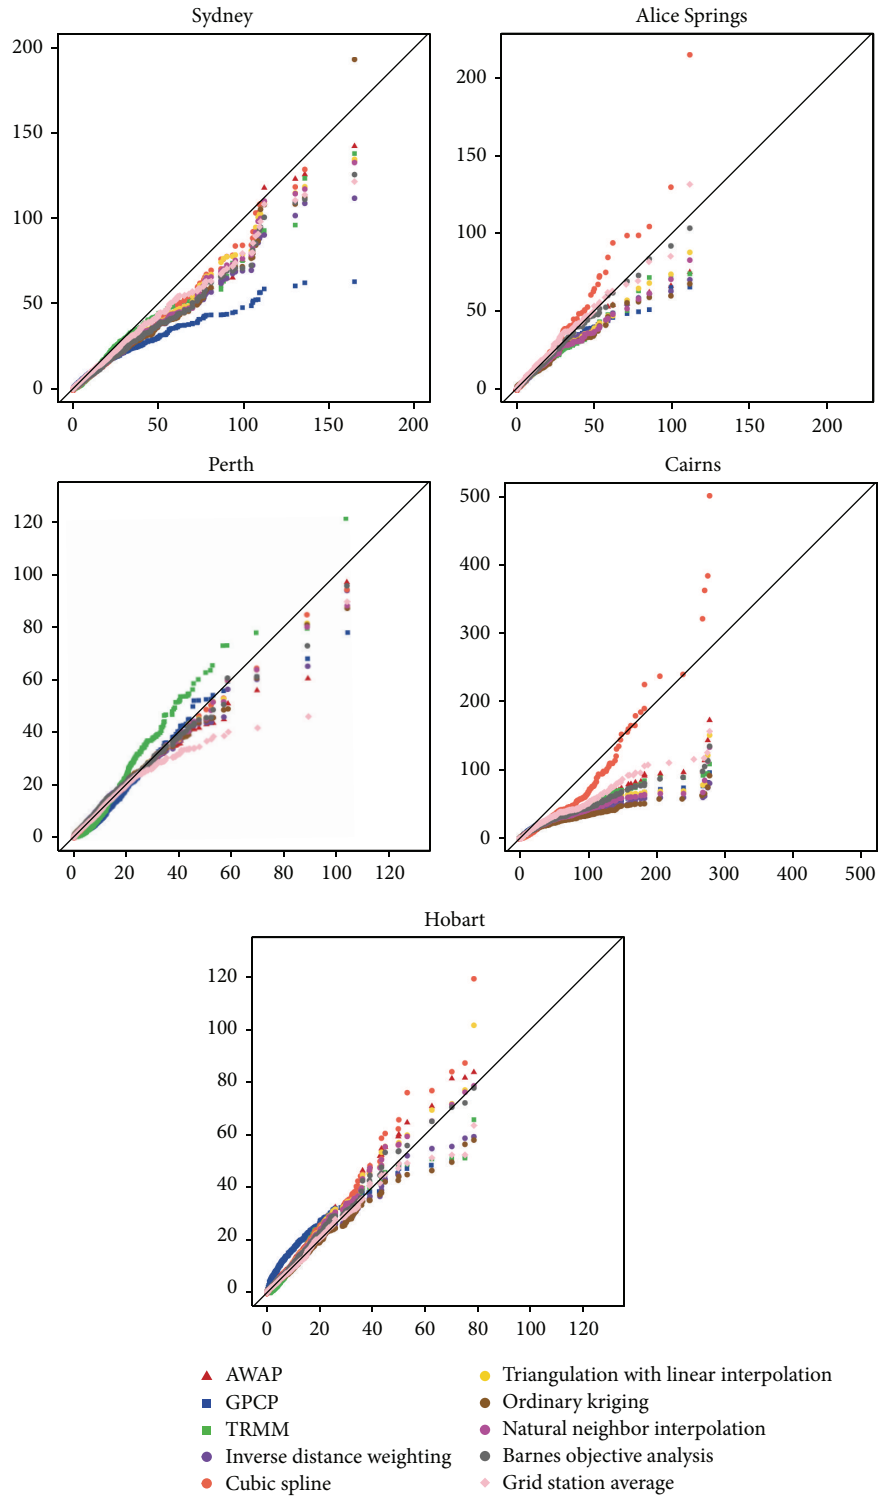 Sydney
200
150
100
50
0
0 50 100 150 200
Alice Springs
200
150
100
50
0
0 50 100 150 200
Perth
120
100
80
60
40
20
0
0 20 40 60 80 100 120
Cairns
500
400
300
200
100
0
0 100 200 300 400 500
Hobart
120
100
80
60
40
20
0
0 20 40 60 80 100 120
AWAP
GPCP
TRMM
Inverse distance weighting
Cubic spline
Triangulation with linear interpolation
Ordinary kriging
Natural neighbor interpolation
Barnes objective analysis
Grid station average